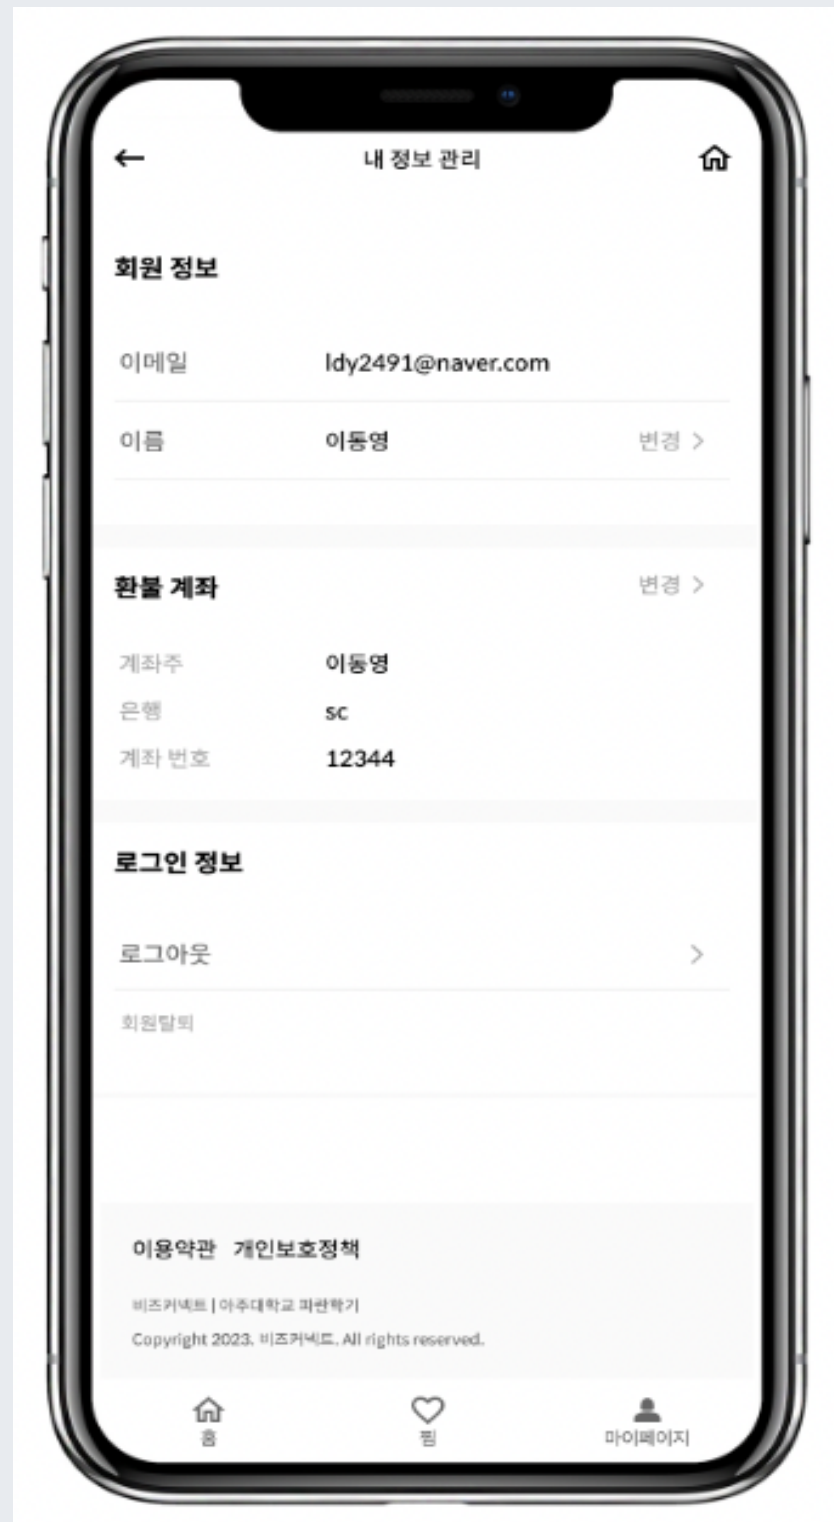 내 정보 관리
회원 정보
이메일 ldy2491@naver.com
이름 이동영 변경 >
환불 계좌 변경 >
계좌주 이동영
은행 sc
계좌 번호 12344
로그인 정보
로그아웃 >
회원탈퇴
이용약관 개인보호정책
비즈커넥트 | 아주대학교 파란학기
Copyright 2023. 비즈커넥트. All rights reserved.
홈 찜 마이페이지